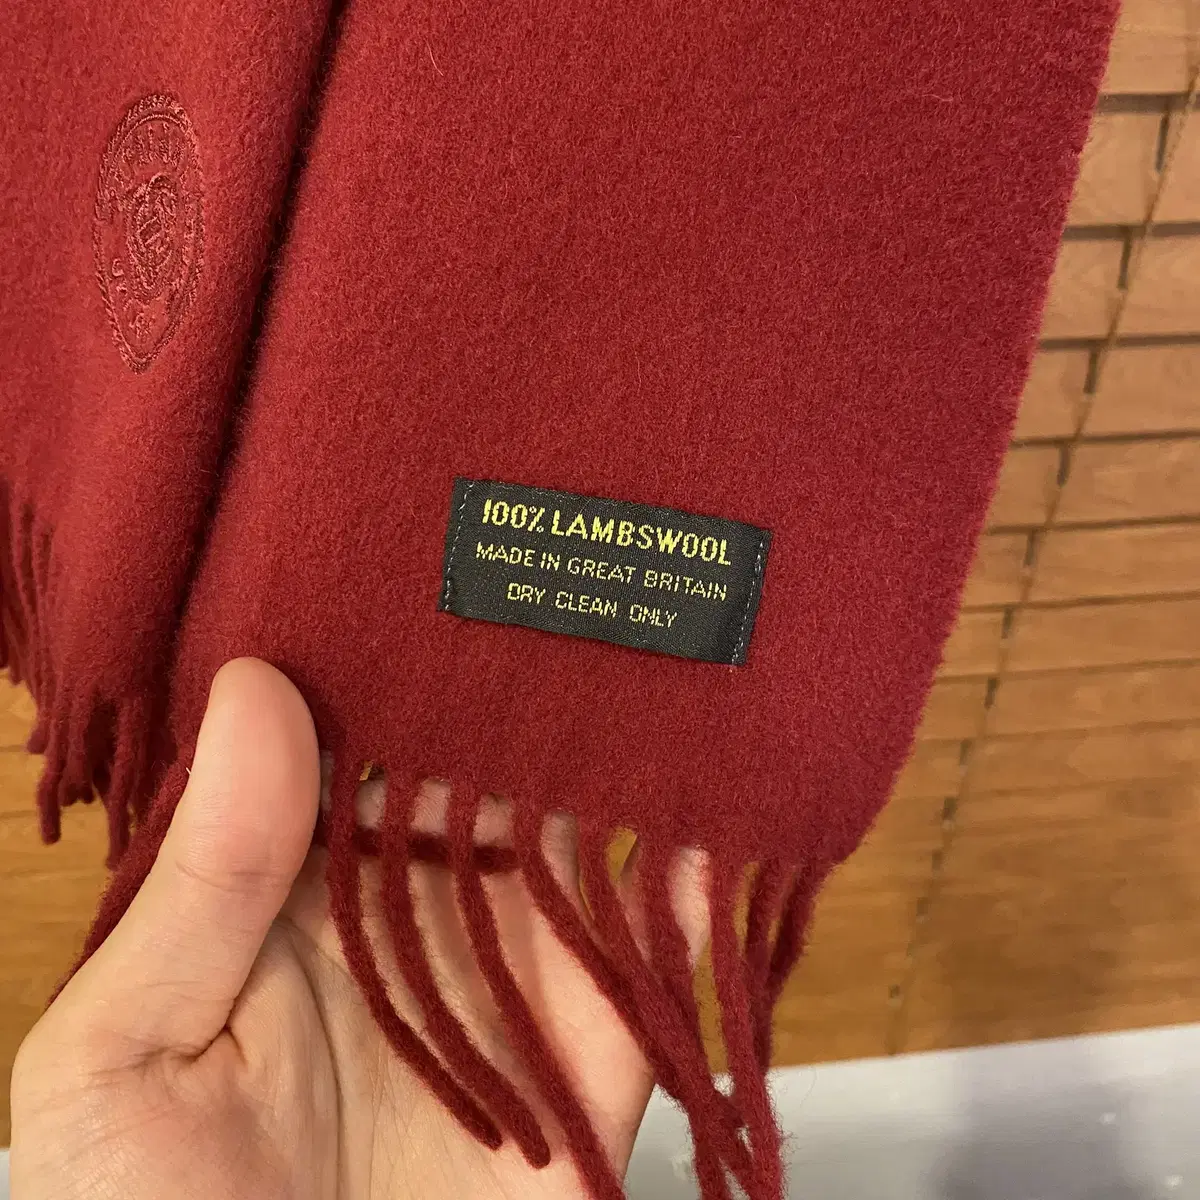 100% LAMBSWOOL
MADE IN GREAT BRITAIN
DRY CLEAN ONLY